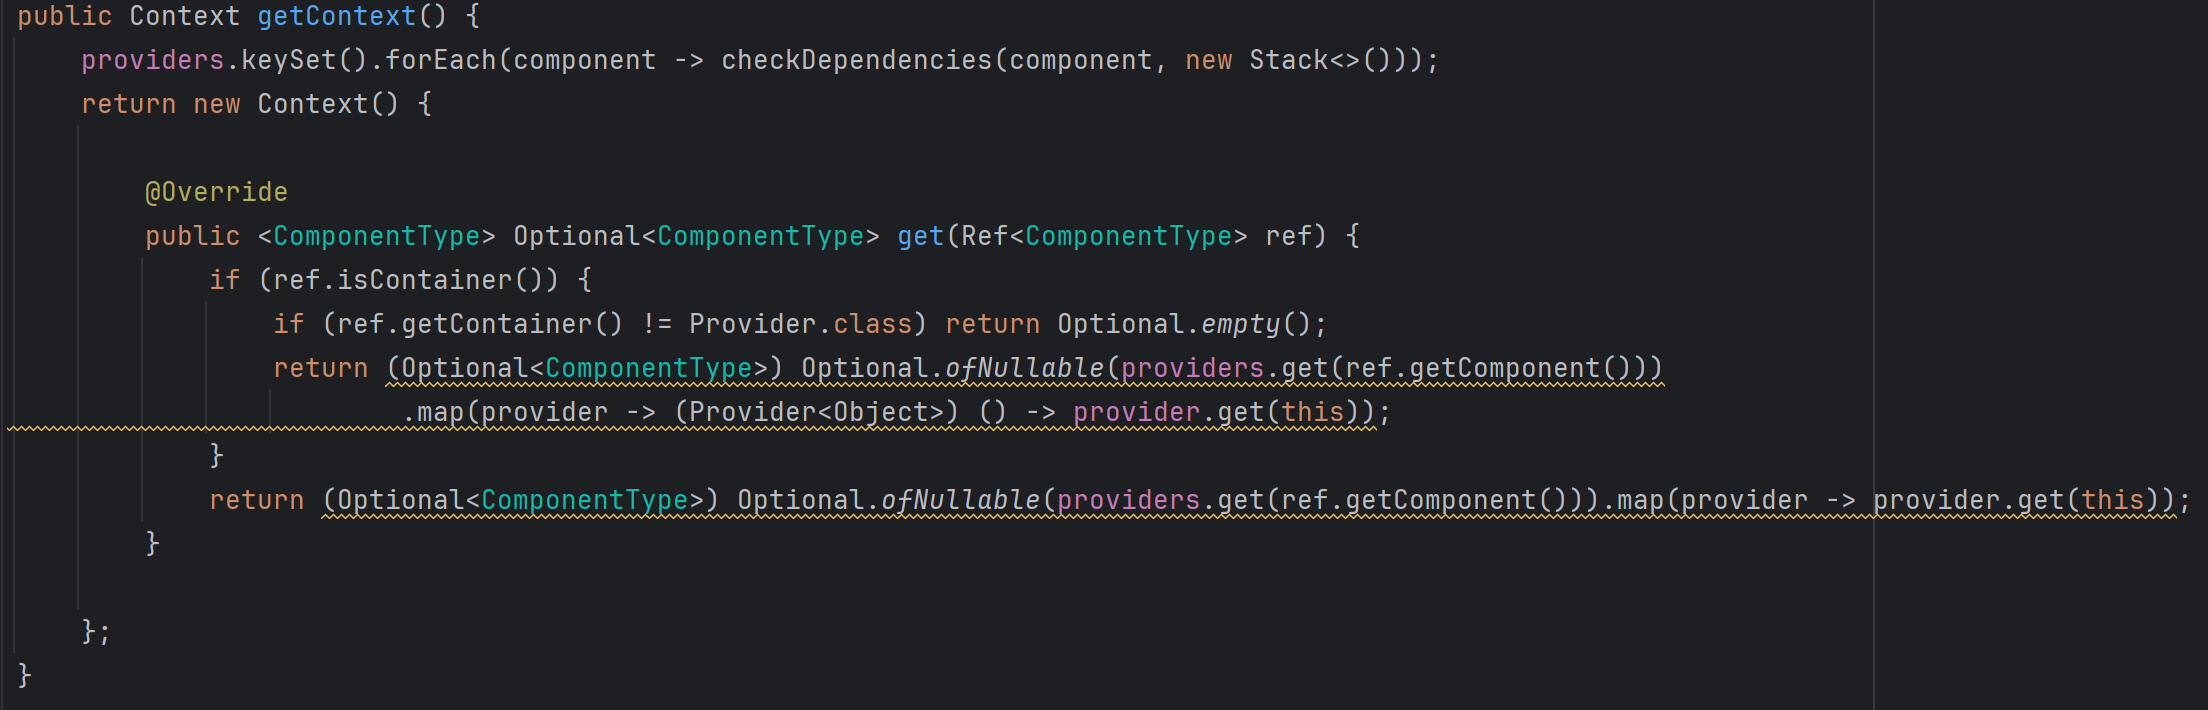 public Context getContext() {
providers.keySet().forEach(component -> checkDependencies(component, new Stack<>()));
return new Context() {
@Override
public <ComponentType> Optional<ComponentType> get(Ref<ComponentType> ref) {
if (ref.isContainer()) {
if (ref.getContainer() != Provider.class) return Optional.empty();
return (Optional<ComponentType>) Optional.ofNullable(providers.get(ref.getComponent()))
.map(provider -> (Provider<Object>) () -> provider.get(this));
}
return (Optional<ComponentType>) Optional.ofNullable(providers.get(ref.getComponent())).map(provider -> provider.get(this));
}
};
}